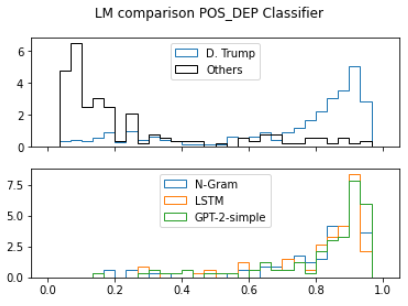 LM comparison POS_DEP Classifier
6
4
2
0
D. Trump
Others
7.5
5.0
2.5
0.0
N-Gram
LSTM
GPT-2-simple
0.0 0.2 0.4 0.6 0.8 1.0